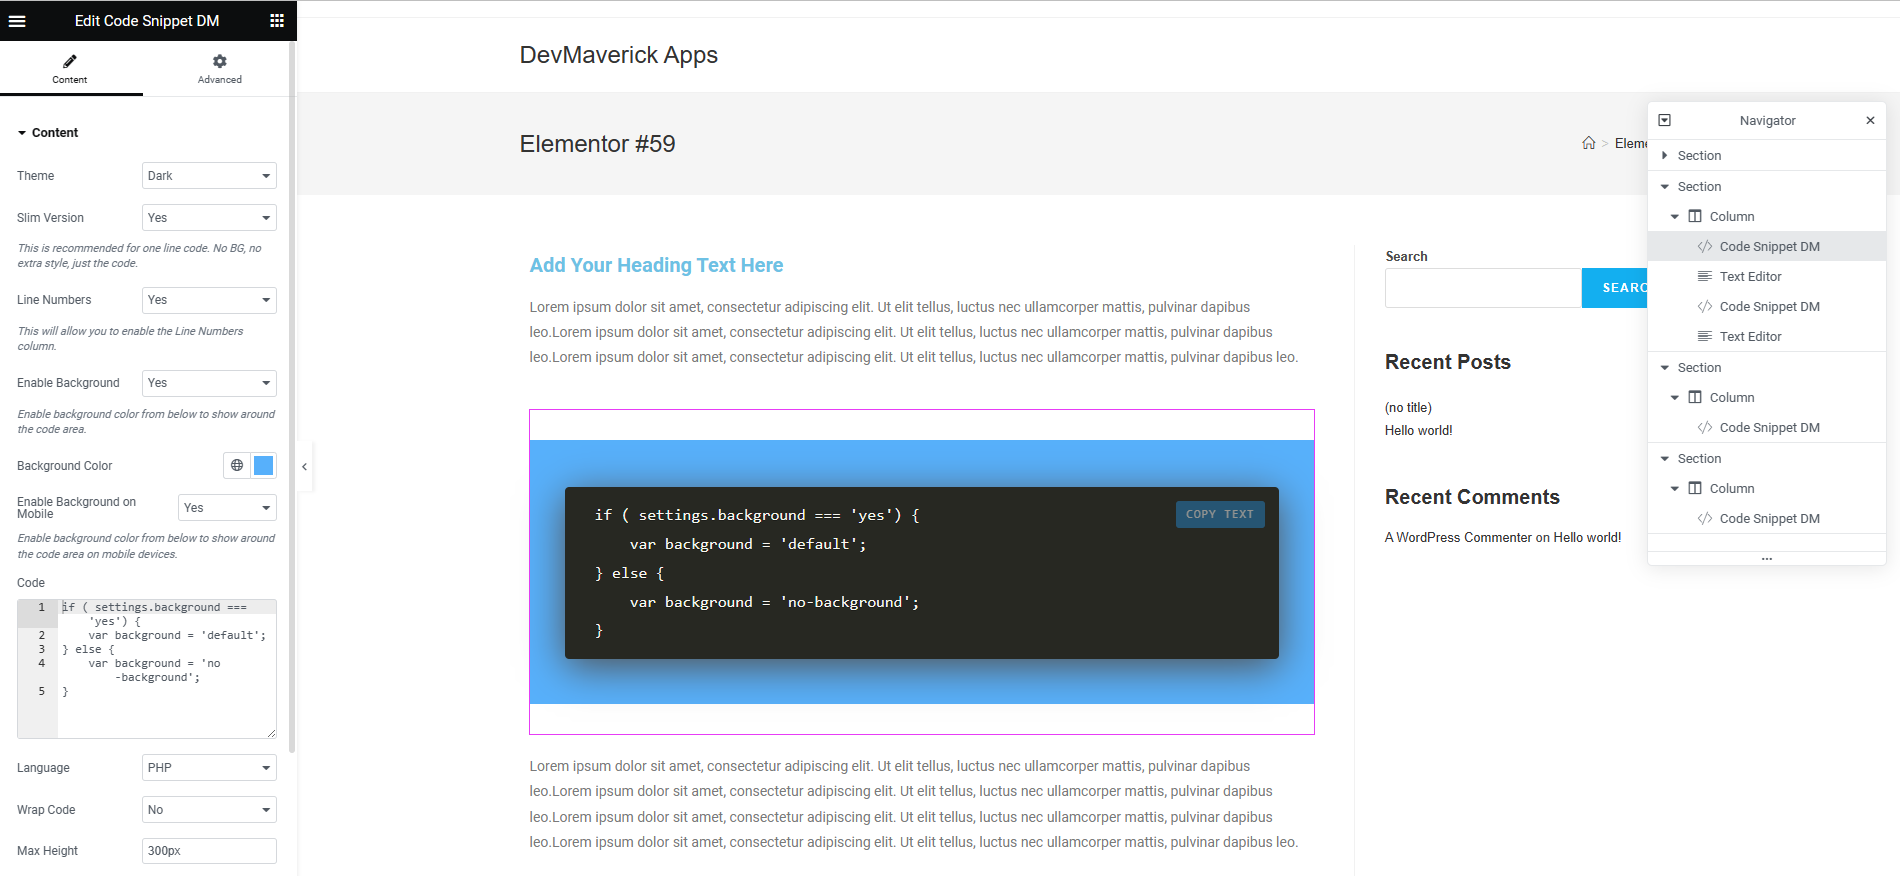 Edit Code Snippet DM
Content
Advanced
Content
Theme
Dark
Slim Version
Yes
This is recommended for one line code. No BG, no
extra style, just the code.
Line Numbers
Yes
This will allow you to enable the Line Numbers
column.
Enable Background
Yes
Enable background color from below to show around
the code area.
Background Color
Enable Background on
Mobile
Yes
Enable background color from below to show around
the code area on mobile devices.
Code
1 if ( settings.background ===
'yes') {
2 var background = 'default';
3 } else {
4 var background = 'no
-background';
5 }
Language
PHP
Wrap Code
No
Max Height
300px
DevMaverick Apps
Elementor #59
> Eleme
Add Your Heading Text Here
Lorem ipsum dolor sit amet, consectetur adipiscing elit. Ut elit tellus, luctus nec ullamcorper mattis, pulvinar dapibus
leo.Lorem ipsum dolor sit amet, consectetur adipiscing elit. Ut elit tellus, luctus nec ullamcorper mattis, pulvinar dapibus
leo.Lorem ipsum dolor sit amet, consectetur adipiscing elit. Ut elit tellus, luctus nec ullamcorper mattis, pulvinar dapibus leo.
COPY TEXT
if ( settings.background === 'yes') {
var background = 'default';
} else {
var background = 'no-background';
}
Lorem ipsum dolor sit amet, consectetur adipiscing elit. Ut elit tellus, luctus nec ullamcorper mattis, pulvinar dapibus
leo.Lorem ipsum dolor sit amet, consectetur adipiscing elit. Ut elit tellus, luctus nec ullamcorper mattis, pulvinar dapibus
leo.Lorem ipsum dolor sit amet, consectetur adipiscing elit. Ut elit tellus, luctus nec ullamcorper mattis, pulvinar dapibus
leo.Lorem ipsum dolor sit amet, consectetur adipiscing elit. Ut elit tellus, luctus nec ullamcorper mattis, pulvinar dapibus leo.
Search
SEARC
Recent Posts
(no title)
Hello world!
Recent Comments
A WordPress Commenter on Hello world!
Navigator
Section
Section
Column
Code Snippet DM
Text Editor
Code Snippet DM
Text Editor
Section
Column
Code Snippet DM
Section
Column
Code Snippet DM